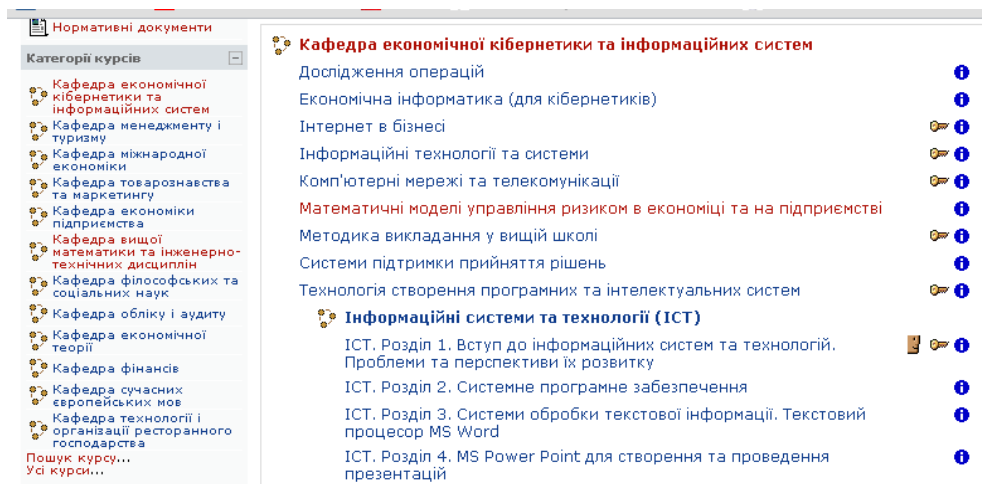 Нормативні документи
Категорії курсів
Кафедра економічної
кібернетики та
інформаційних систем
Кафедра менеджменту і
туризму
Кафедра міжнародної
економіки
Кафедра товарознавства
та маркетингу
Кафедра економіки
підприємства
Кафедра вищої
математики та інженерно-
технічних дисциплін
Кафедра філософських та
соціальних наук
Кафедра обліку і аудиту
Кафедра економічної
теорії
Кафедра фінансів
Кафедра сучасних
європейських мов
Кафедра технології і
організації ресторанного
господарства
Пошук курсу...
Усі курси...
Кафедра економічної кібернетики та інформаційних систем
Дослідження операцій
Економічна інформатика (для кібернетиків)
Інтернет в бізнесі
Інформаційні технології та системи
Комп'ютерні мережі та телекомунікації
Математичні моделі управління ризиком в економіці та на підприємстві
Методика викладання у вищій школі
Системи підтримки прийняття рішень
Технологія створення програмних та інтелектуальних систем
Інформаційні системи та технології (ІСТ)
ІСТ. Розділ 1. Вступ до інформаційних систем та технологій.
Проблеми та перспективи їх розвитку
ІСТ. Розділ 2. Системне програмне забезпечення
ІСТ. Розділ 3. Системи обробки текстової інформації. Текстовий
процесор MS Word
ІСТ. Розділ 4. MS Power Point для створення та проведення
презентацій